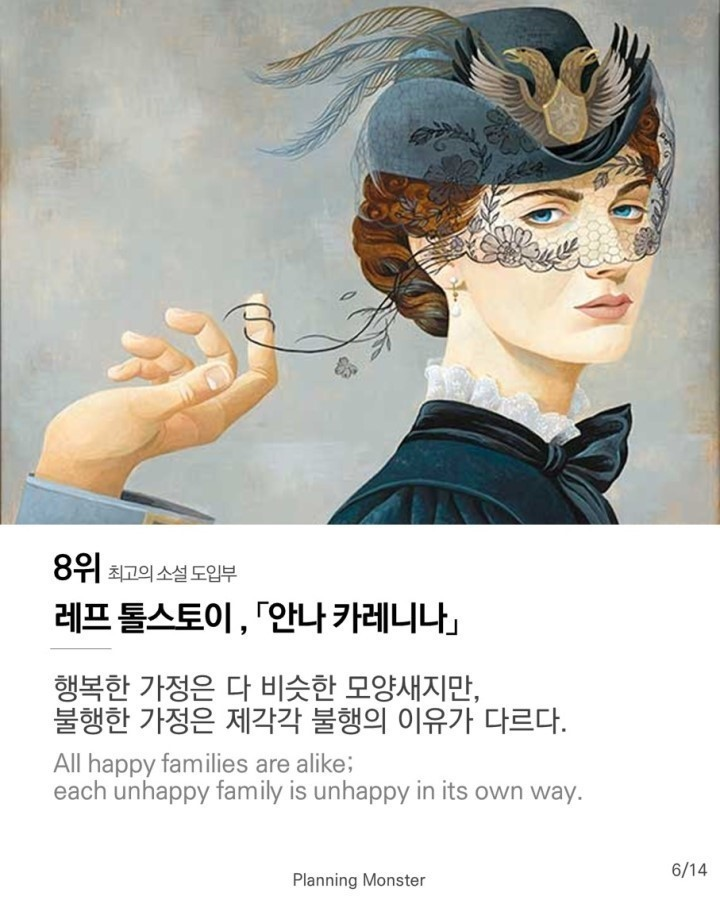 8위 최고의 소설 도입부
레프 톨스토이, 「안나 카레니나」
행복한 가정은 다 비슷한 모양새지만,
불행한 가정은 제각각 불행의 이유가 다르다.
All happy families are alike;
each unhappy family is unhappy in its own way.
6/14
Planning Monster